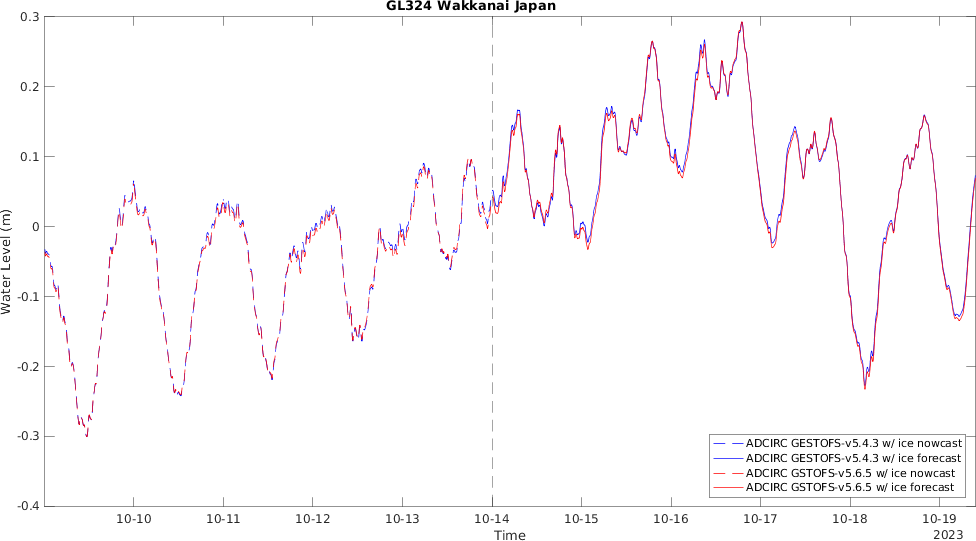 GL324 Wakkanai Japan
0.3
0.2
0.1
0
-0.1
-0.2
-0.3
-0.4
Water Level (m)
ADCIRC GESTOFS-v5.4.3 w/ ice nowcast
ADCIRC GESTOFS-v5.4.3 w/ ice forecast
ADCIRC GSTOFS-v5.6.5 w/ ice nowcast
ADCIRC GSTOFS-v5.6.5 w/ ice forecast
10-10 10-11 10-12 10-13 10-14 10-15 10-16 10-17 10-18 10-19
Time
2023